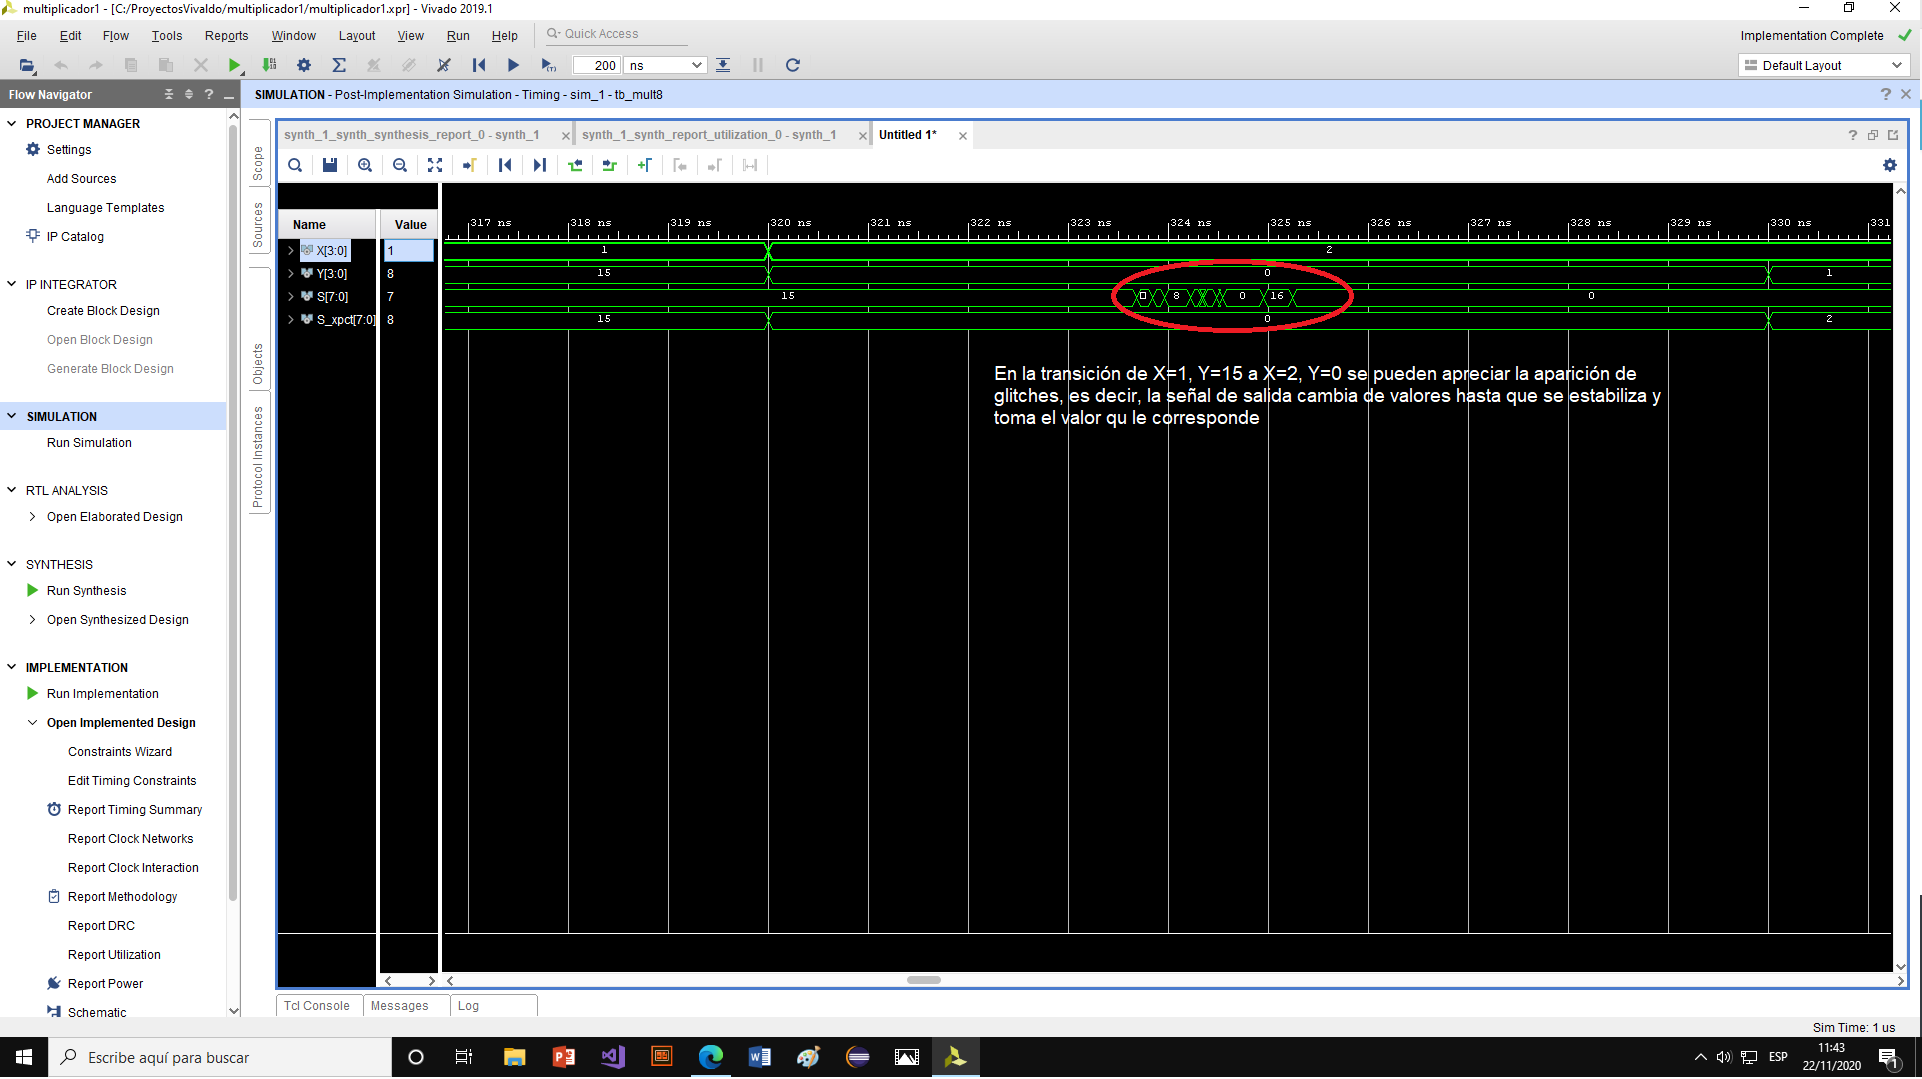 multiplicador1 - [C:/ProyectosVivaldo/multiplicador1/multiplicador1.xpr] - Vivado 2019.1
File Edit Flow Tools Reports Window Layout View Run Help Quick Access
Implementation Complete
200 ns
Default Layout
Flow Navigator
SIMULATION - Post-Implementation Simulation - Timing - sim_1 - tb_mult8
PROJECT MANAGER
Settings
Add Sources
Language Templates
IP Catalog
IP INTEGRATOR
Create Block Design
Open Block Design
Generate Block Design
SIMULATION
Run Simulation
RTL ANALYSIS
Open Elaborated Design
SYNTHESIS
Run Synthesis
Open Synthesized Design
IMPLEMENTATION
Run Implementation
Open Implemented Design
Constraints Wizard
Edit Timing Constraints
Report Timing Summary
Report Clock Networks
Report Clock Interaction
Report Methodology
Report DRC
Report Utilization
Report Power
Schematic
Scope
Sources
Objects
Protocol Instances
synth_1_synth_synthesis_report_0 - synth_1
synth_1_synth_report_utilization_0 - synth_1
Untitled 1*
Name Value
317 ns 318 ns 319 ns 320 ns 321 ns 322 ns 323 ns 324 ns 325 ns 326 ns 327 ns 328 ns 329 ns 330 ns 331
X[3:0] 1 1 2
Y[3:0] 8 15 0 1
S[7:0] 7 15 8 0 16 0
S_xpct[7:0] 8 15 0 2
En la transición de X=1, Y=15 a X=2, Y=0 se pueden apreciar la aparición de
glitches, es decir, la señal de salida cambia de valores hasta que se estabiliza y
toma el valor qu le corresponde
Tcl Console Messages Log
Sim Time: 1 us
Escribe aquí para buscar
ESP
11:43
22/11/2020
1